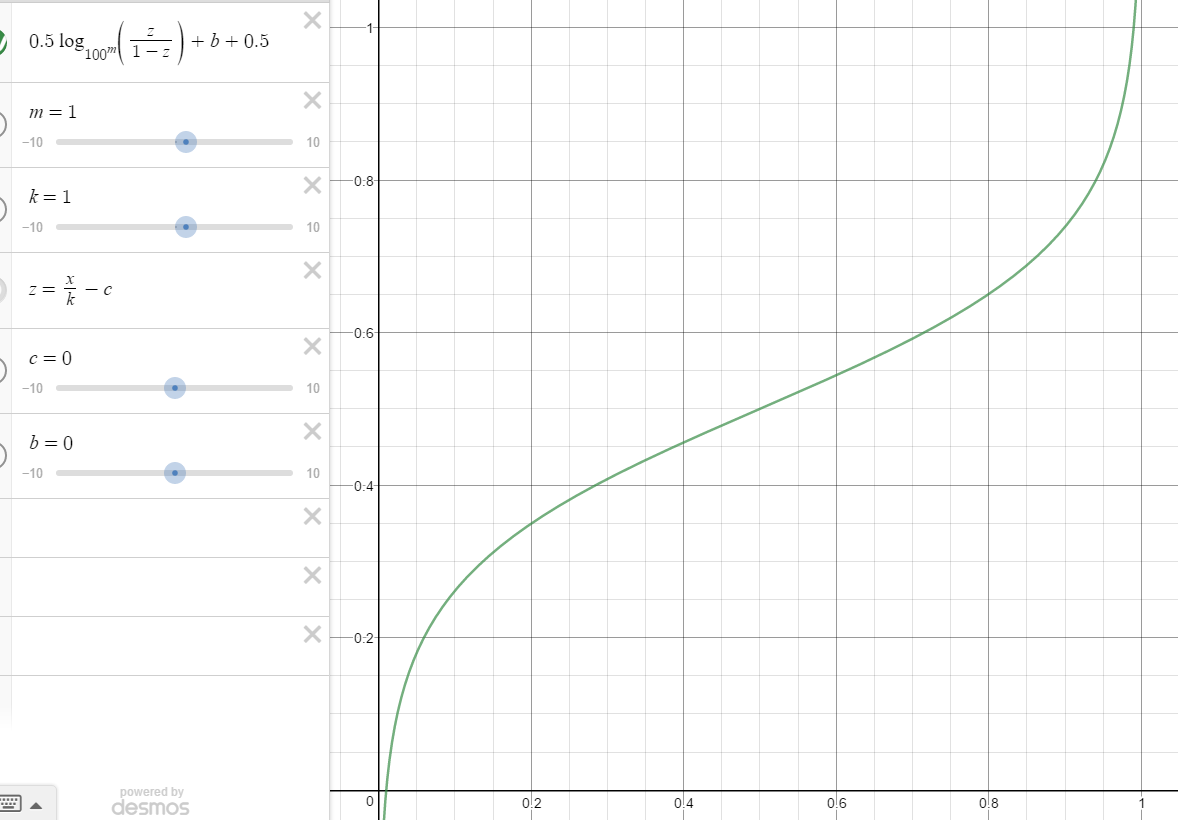 0.5 log_{100^m}(z/(1 − z)) + b + 0.5
m = 1
−10 10
k = 1
−10 10
z = x/k − c
c = 0
−10 10
b = 0
−10 10
powered by
desmos
1
0.8
0.6
0.4
0.2
0 0.2 0.4 0.6 0.8 1